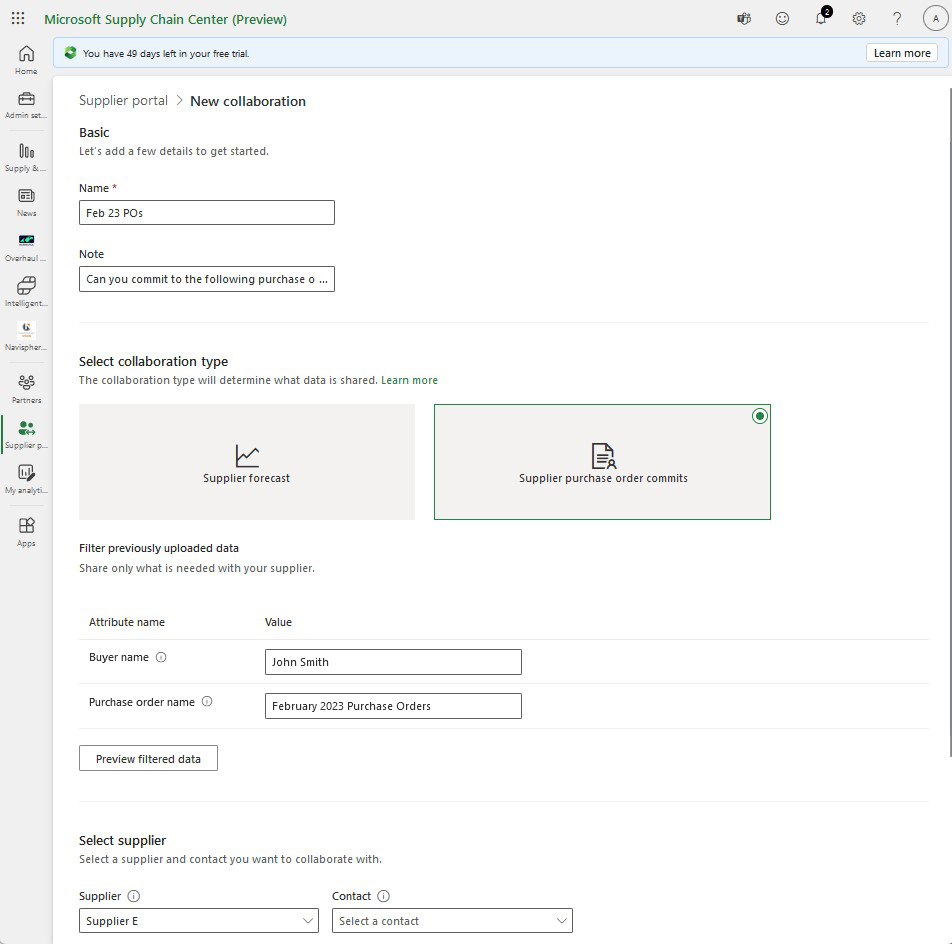 Microsoft Supply Chain Center (Preview)
2
A
You have 49 days left in your free trial.
Learn more
Home
Admin set...
Supply & ...
News
Overhaul ...
Intelligent...
Navispher...
Partners
Supplier p...
My analyti...
Apps
Supplier portal > New collaboration
Basic
Let's add a few details to get started.
Name *
Feb 23 POs
Note
Can you commit to the following purchase o ...
Select collaboration type
The collaboration type will determine what data is shared. Learn more
Supplier forecast
Supplier purchase order commits
Filter previously uploaded data
Share only what is needed with your supplier.
Attribute name Value
Buyer name John Smith
Purchase order name February 2023 Purchase Orders
Preview filtered data
Select supplier
Select a supplier and contact you want to collaborate with.
Supplier Contact
Supplier E Select a contact